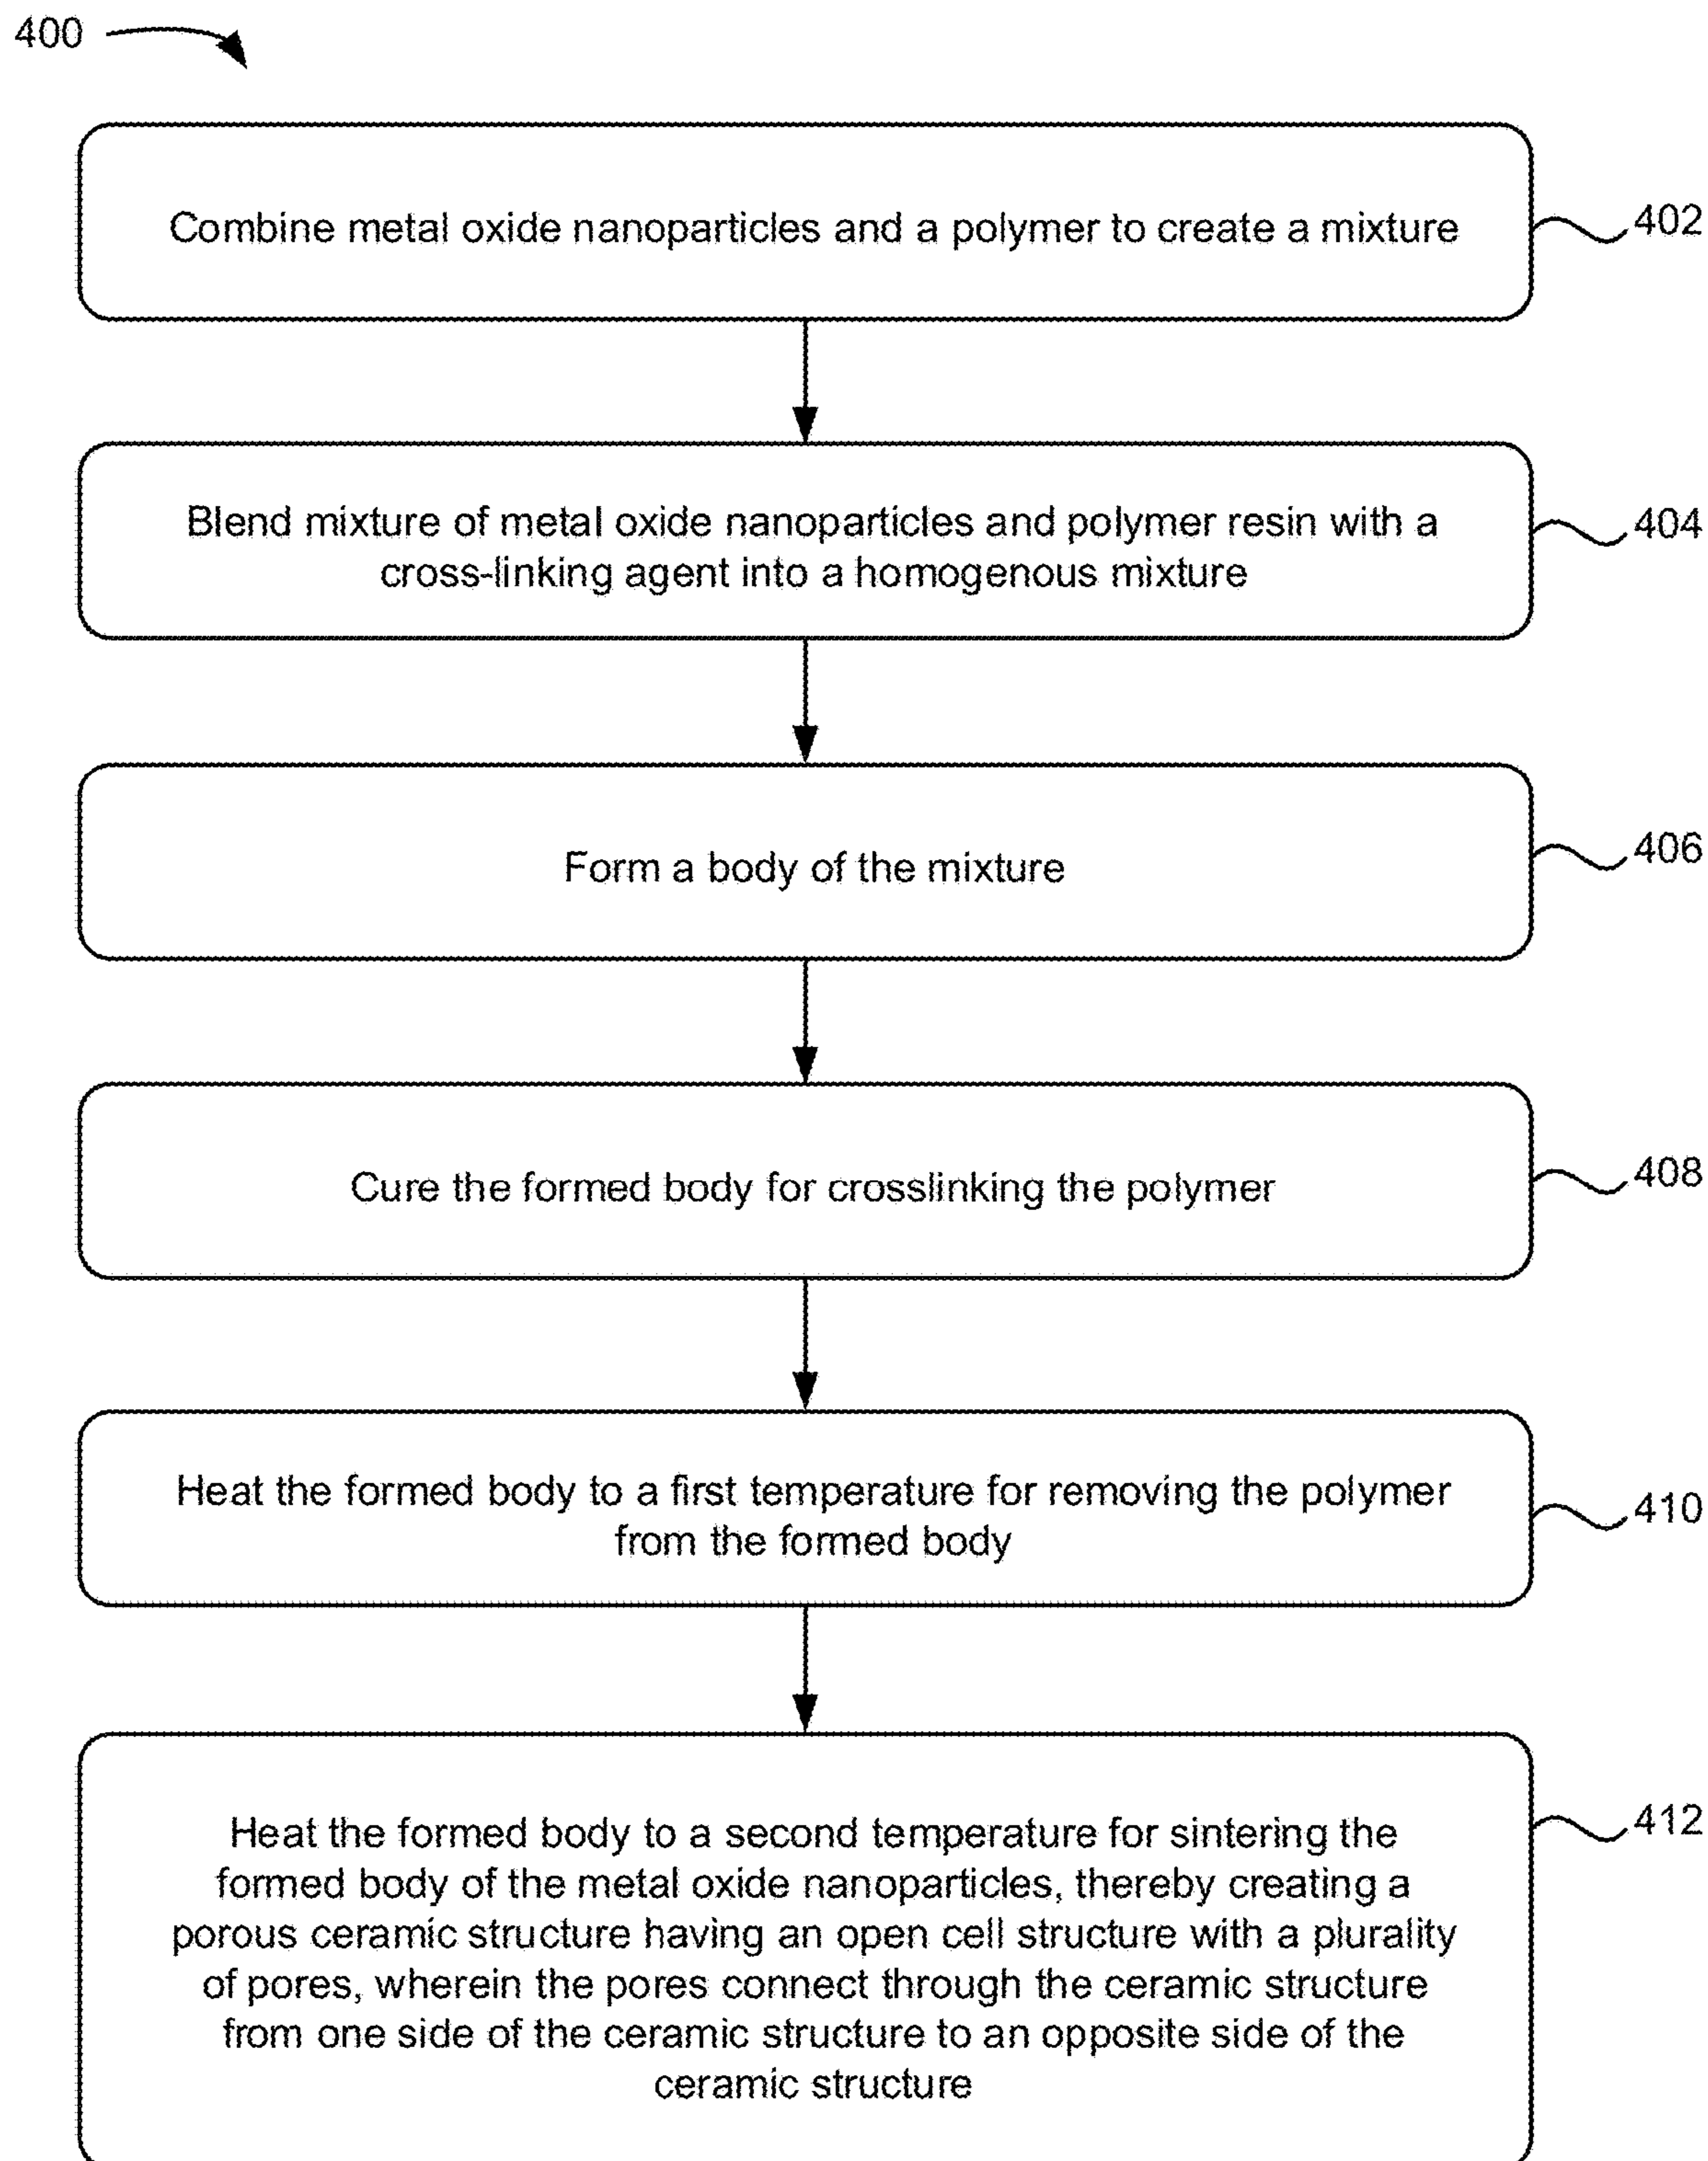 400
Combine metal oxide nanoparticles and a polymer to create a mixture
402
Blend mixture of metal oxide nanoparticles and polymer resin with a
cross-linking agent into a homogenous mixture
404
Form a body of the mixture
406
Cure the formed body for crosslinking the polymer
408
Heat the formed body to a first temperature for removing the polymer
from the formed body
410
Heat the formed body to a second temperature for sintering the
formed body of the metal oxide nanoparticles, thereby creating a
porous ceramic structure having an open cell structure with a plurality
of pores, wherein the pores connect through the ceramic structure
from one side of the ceramic structure to an opposite side of the
ceramic structure
412